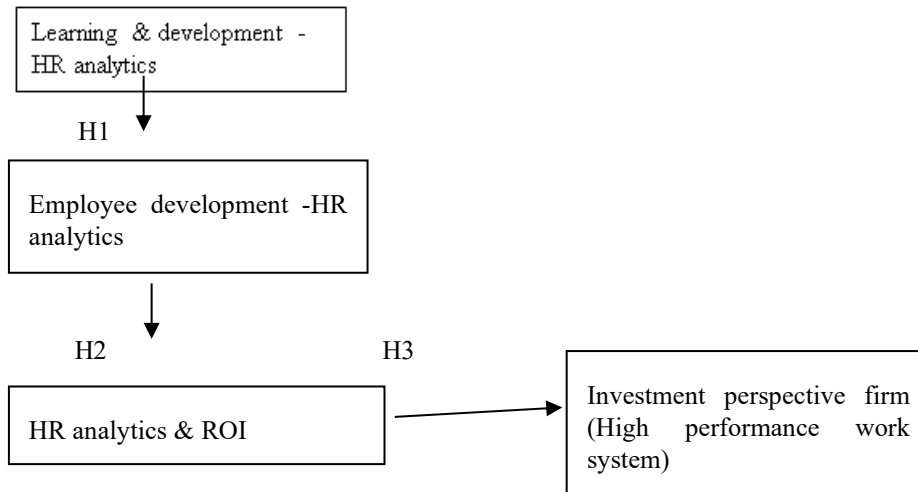 Learning & development -
HR analytics
H1
Employee development -HR
analytics
H2
H3
HR analytics & ROI
Investment perspective firm
(High performance work
system)